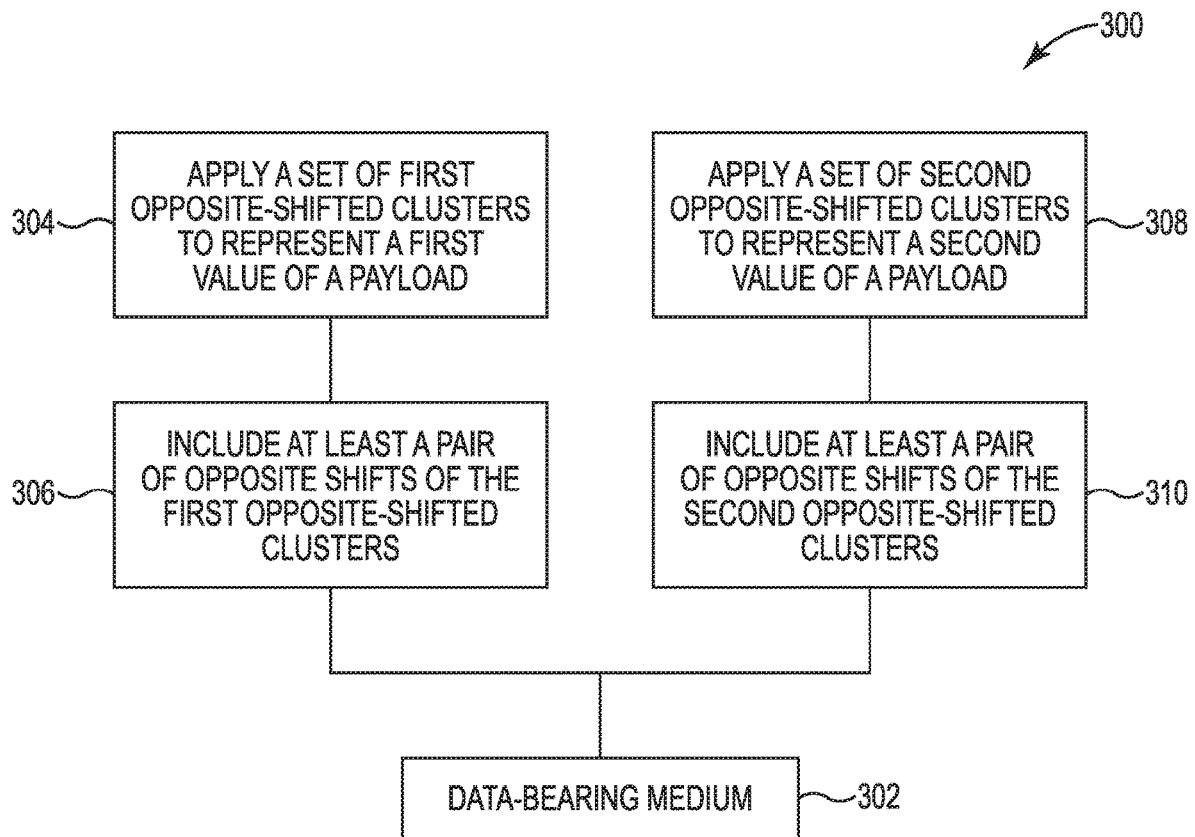 300
304
APPLY A SET OF FIRST
OPPOSITE-SHIFTED CLUSTERS
TO REPRESENT A FIRST
VALUE OF A PAYLOAD
APPLY A SET OF SECOND
OPPOSITE-SHIFTED CLUSTERS
TO REPRESENT A SECOND
VALUE OF A PAYLOAD
308
306
INCLUDE AT LEAST A PAIR
OF OPPOSITE SHIFTS OF THE
FIRST OPPOSITE-SHIFTED
CLUSTERS
INCLUDE AT LEAST A PAIR
OF OPPOSITE SHIFTS OF THE
SECOND OPPOSITE-SHIFTED
CLUSTERS
310
DATA-BEARING MEDIUM
302